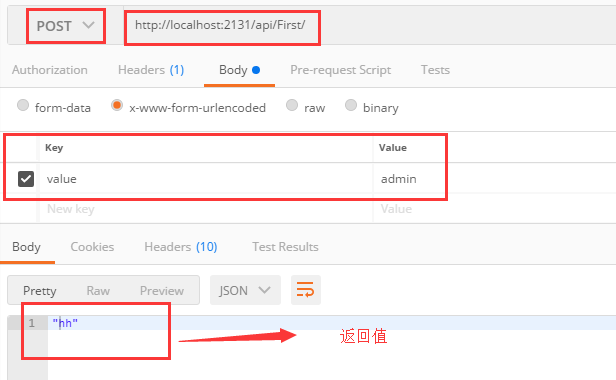 POST http://localhost:2131/api/First/
Authorization Headers (1) Body Pre-request Script Tests
form-data x-www-form-urlencoded raw binary
Key Value
value admin
New key Value
Body Cookies Headers (10) Test Results
Pretty Raw Preview JSON
1 "hh"
返回值